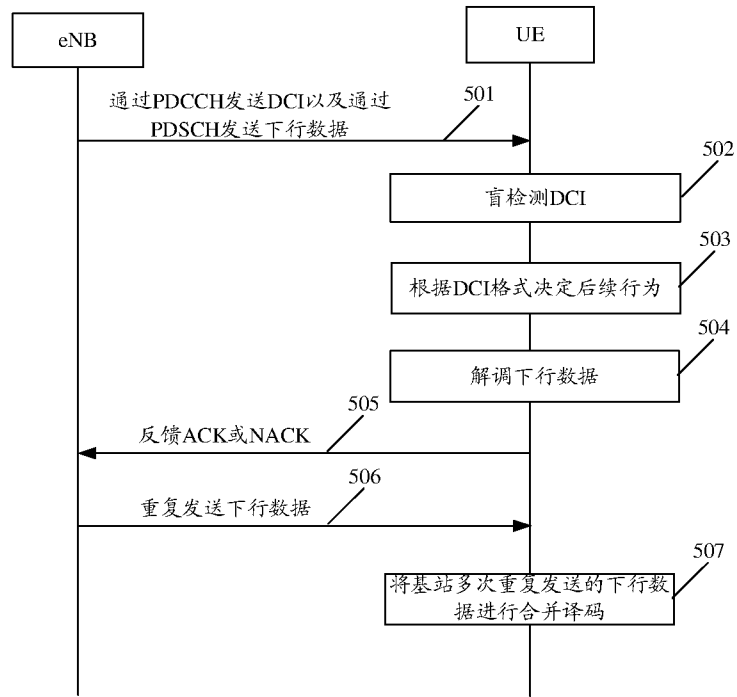 eNB
UE
通过PDCCH发送DCI以及通过
PDSCH发送下行数据
501
盲检测DCI
502
根据DCI格式决定后续行为
503
解调下行数据
504
反馈ACK或NACK
505
重复发送下行数据
506
将基站多次重复发送的下行数
据进行合并译码
507